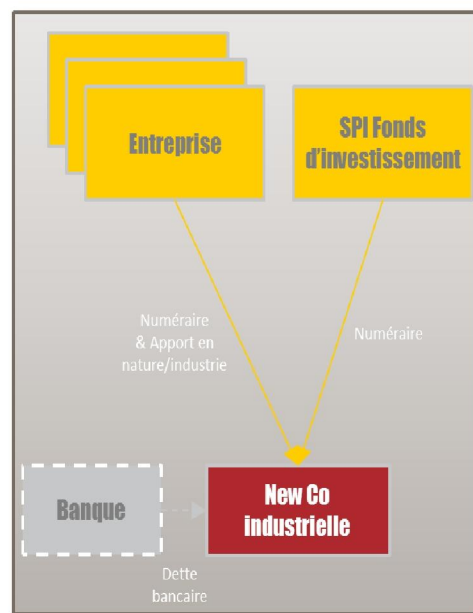 Entreprise
SPI Fonds
d'investissement
Numéraire
& Apport en
nature/industrie
Numéraire
Banque
New Co
industrielle
Dette
bancaire